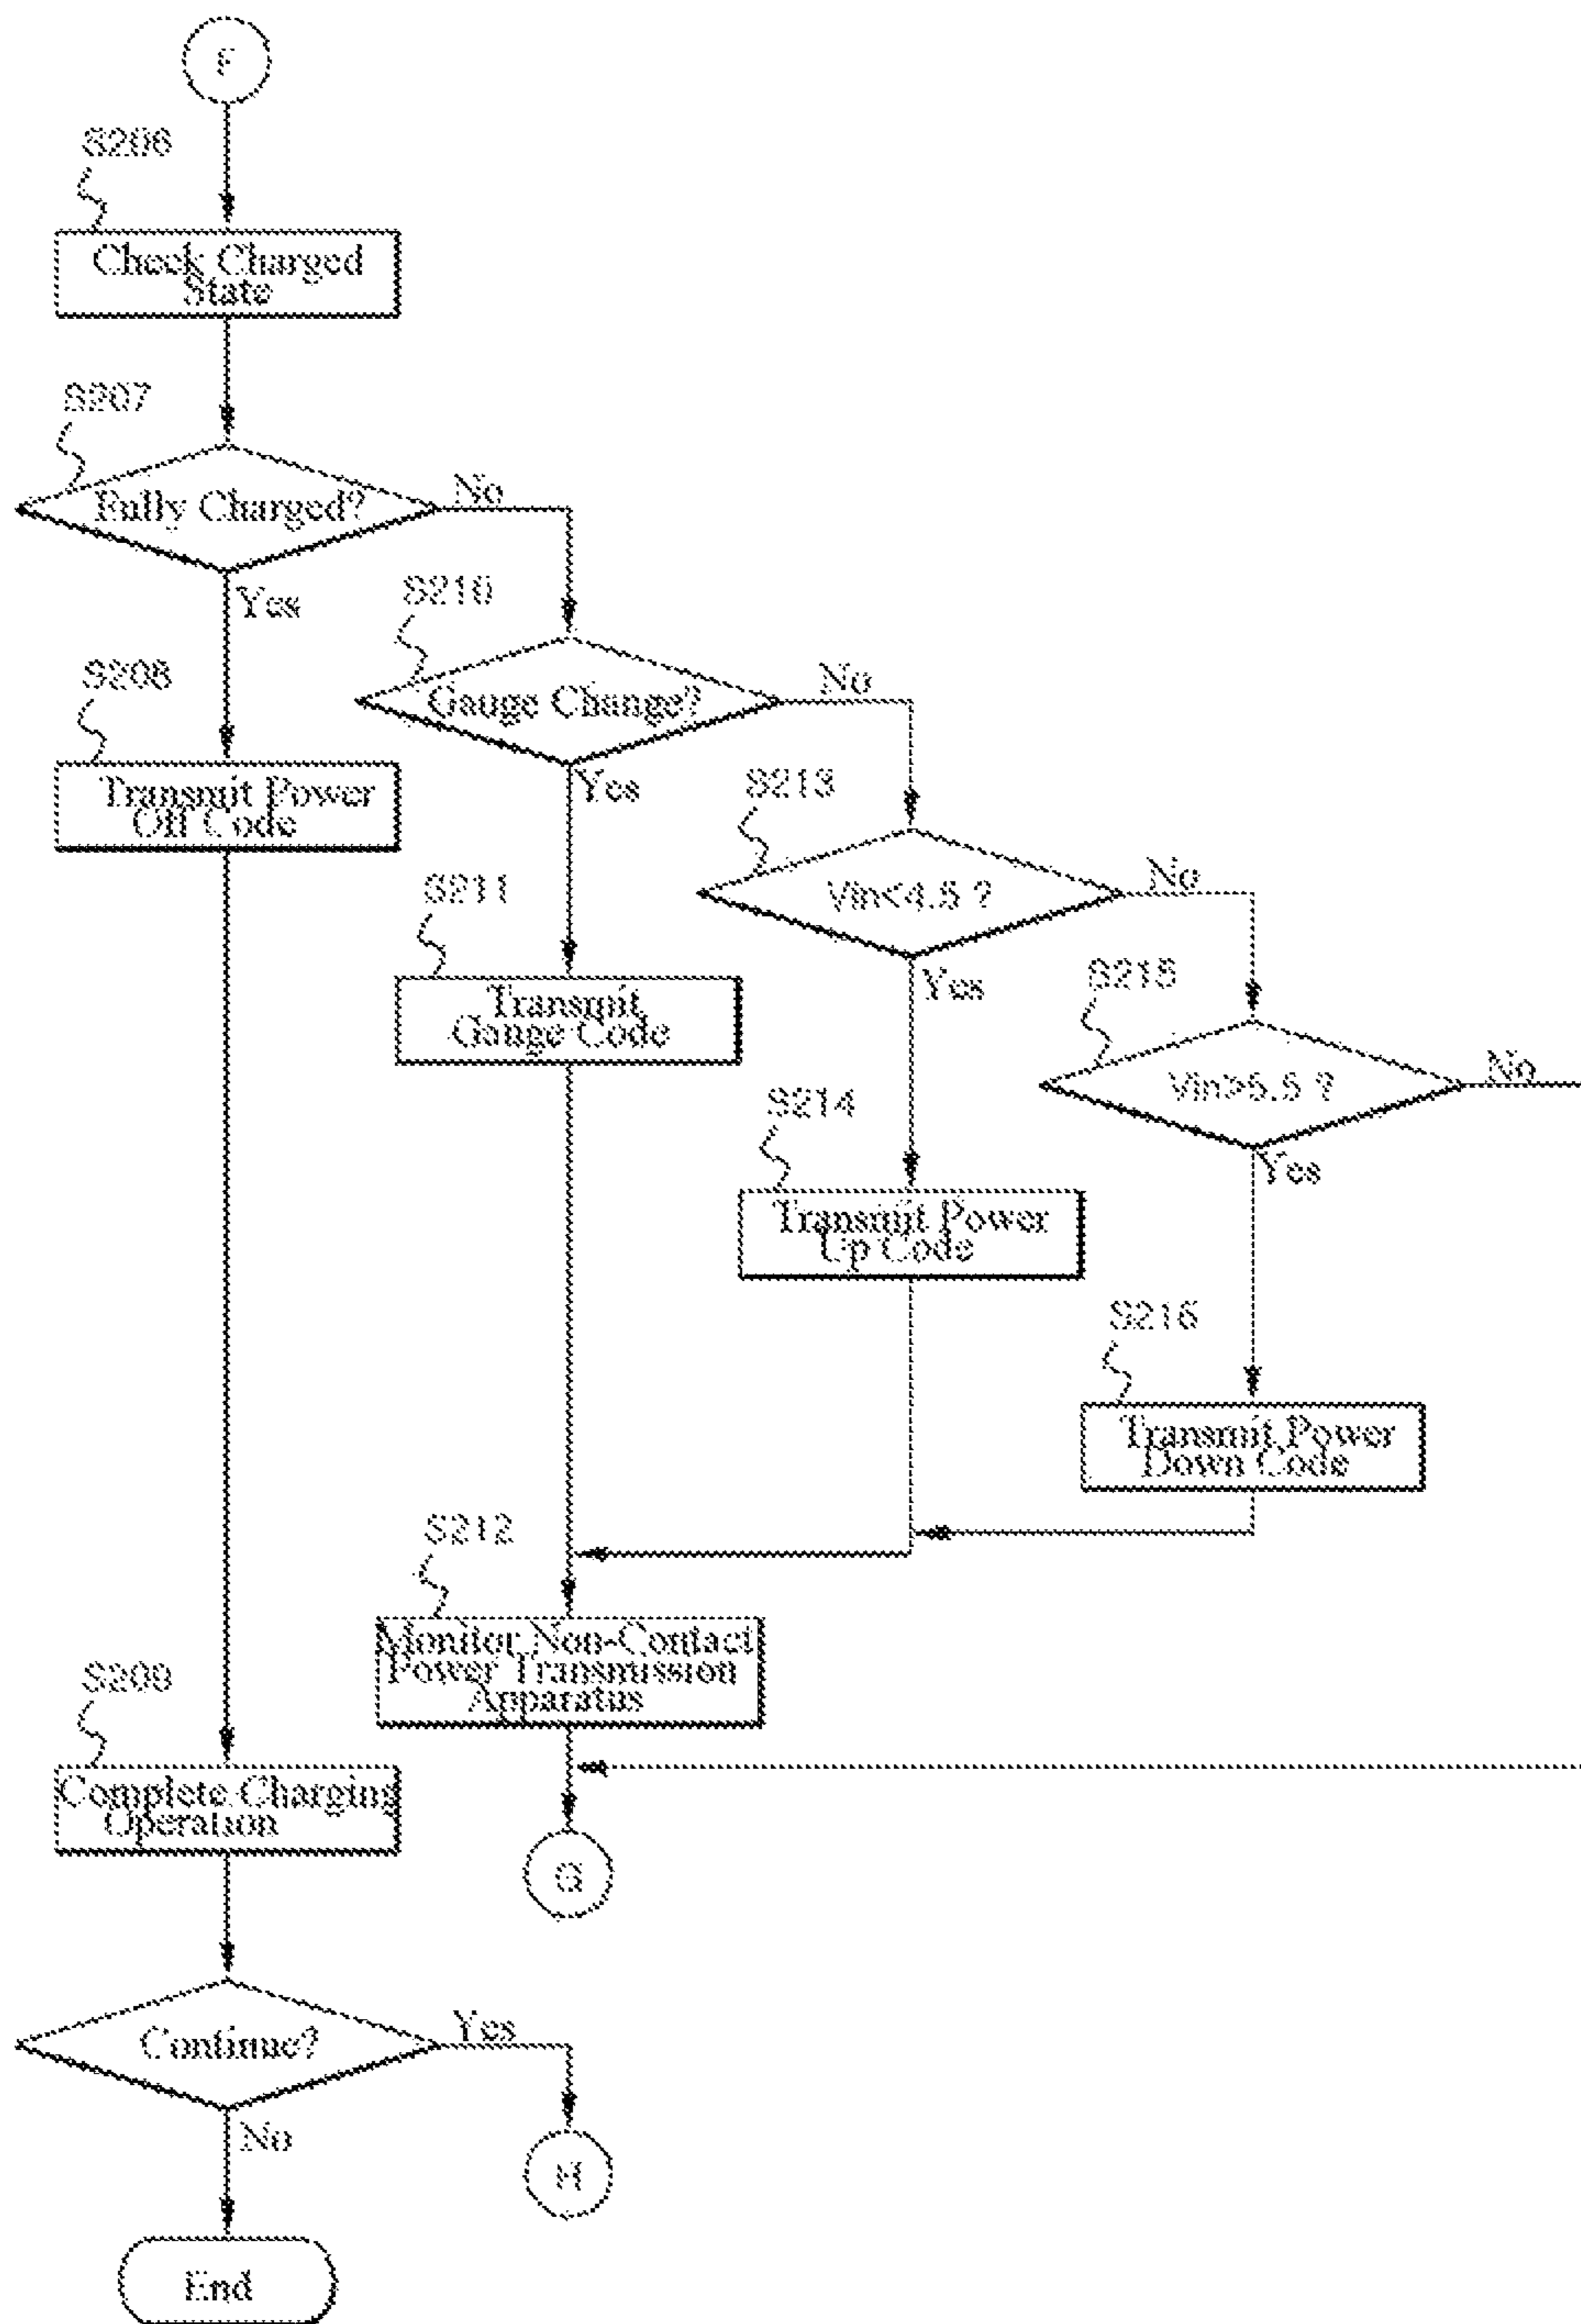 F
S206
Check Charged
State
S207
Fully Charged?
No
Yes
S210
Gauge Change?
No
Yes
S208
Transmit Power
Off Code
S213
Vin<4.5 ?
No
Yes
S211
Transmit
Gauge Code
S215
Vin>5.5 ?
No
Yes
S214
Transmit Power
Up Code
S216
Transmit Power
Down Code
S212
Monitor Non-Contact
Power Transmission
Apparatus
S209
Complete Charging
Operation
G
Continue?
Yes
No
H
End